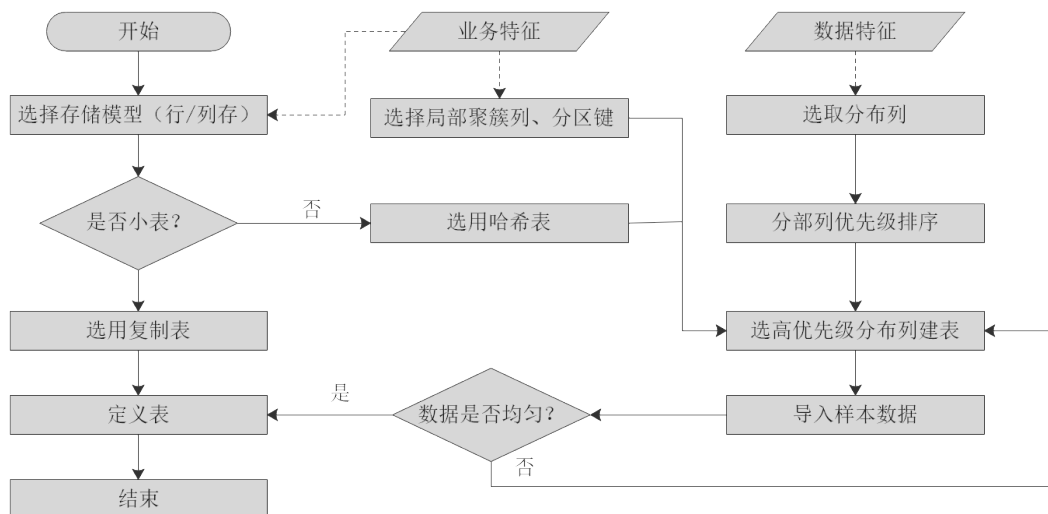 开始
业务特征
数据特征
选择存储模型（行/列存）
选择局部聚簇列、分区键
选取分布列
是否小表？
否
选用哈希表
分部列优先级排序
选用复制表
选高优先级分布列建表
定义表
是
数据是否均匀？
导入样本数据
否
结束